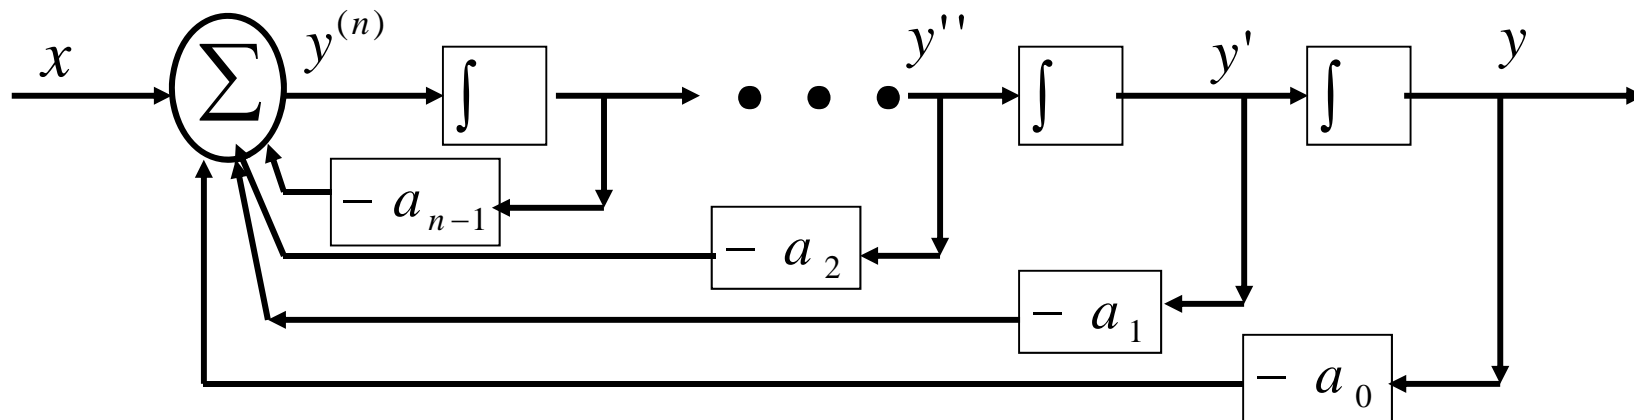 x
∑
y^(n)
∫
y''
∫
y'
∫
y
− a_{n−1}
− a_2
− a_1
− a_0